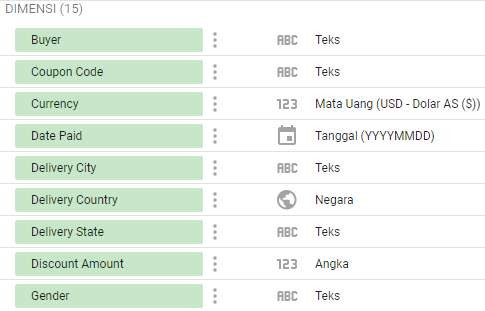 DIMENSI (15)
Buyer ABC Teks
Coupon Code ABC Teks
Currency 123 Mata Uang (USD - Dolar AS ($))
Date Paid Tanggal (YYYYMMDD)
Delivery City ABC Teks
Delivery Country Negara
Delivery State ABC Teks
Discount Amount 123 Angka
Gender ABC Teks